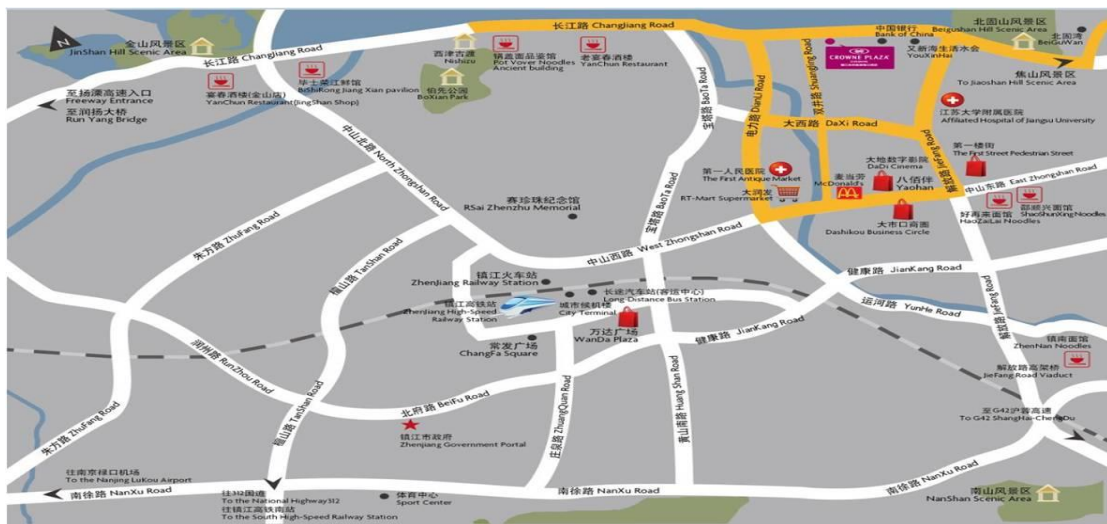 长江路 ChangJiang Road
中国银行
Bank of China
北固山风景区
Beigushan Hill Scenic Area
北固湾
BeiGuWan
N
金山风景区
JinShan Hill Scenic Area
长江路 ChangJiang Road
西津古渡
锅盖面品鉴馆
Pot Vover Noodles
Ancient building
老宴春酒楼
YanChun Restaurant
双井路 Shuangling Road
CROWNE PLAZA
又新海生活水会
YouXinHai
焦山风景区
To Jiaoshan Hill Scenic Area
至扬溧高速入口
Freeway Entrance
至润扬大桥
Run Yang Bridge
宴春酒楼(金山店)
YanChun Restaurant(JingShan Shop)
毕士荣江鲜馆
BiShiRong Jiang Xian pavilion
伯先公园
BoXian Park
宝塔路 BaoTa Road
电力路 DianLi Road
大西路 DaXi Road
江苏大学附属医院
Affiliated Hospital of Jiangsu University
中山北路 North Zhongshan Road
第一人民医院
The First Antique Market
大润发
RT-Mart Supermarket
麦当劳
McDonald's
大地数字影院
DaDi Cinema
八佰伴
Yaohan
解放路 JieFang Road
第一楼街
The First Street Pedestrian Street
中山东路 East Zhongshan Road
赛珍珠纪念馆
RSai Zhenzhu Memorial
宝塔路 BaoTa Road
大市口商圈
Dashikou Business Circle
好再来面馆
HaoZaiLai Noodles
邵顺兴面馆
ShaoShunXing Noodles
朱方路 ZhuFang Road
檀山路 TanShan Road
中山西路 West Zhongshan Road
镇江火车站
ZhenJiang Railway Station
健康路 JianKang Road
镇江高铁站
ZhenJiang High-Speed
Railway Station
城市候机楼
City Terminal
长途汽车站(客运中心)
Long-Distance Bus Station
运河路 YunHe Road
解放路 JieFang Road
万达广场
WanDa Plaza
常发广场
ChangFa Square
健康路 JianKang Road
镇南面馆
ZhenNan Noodles
润州路 RunZhou Road
解放路高架桥
JieFang Road Viaduct
北府路 BeiFu Road
檀山路 TanShan Road
庄泉路 ZhuangQuan Road
黄山南路 Huang Shan Road
至G42沪蓉高速
To G42 ShangHai-ChengDu
朱方路 ZhuFang Road
镇江市政府
Zhenjiang Government Portal
往南京禄口机场
To the Nanjing LuKou Airport
南徐路 NanXu Road
往312国道
To the National Highway312
往镇江高铁南站
To the South High-Speed Railway Station
体育中心
Sport Center
南徐路 NanXu Road
南徐路 NanXu Road
南山风景区
NanShan Scenic Area